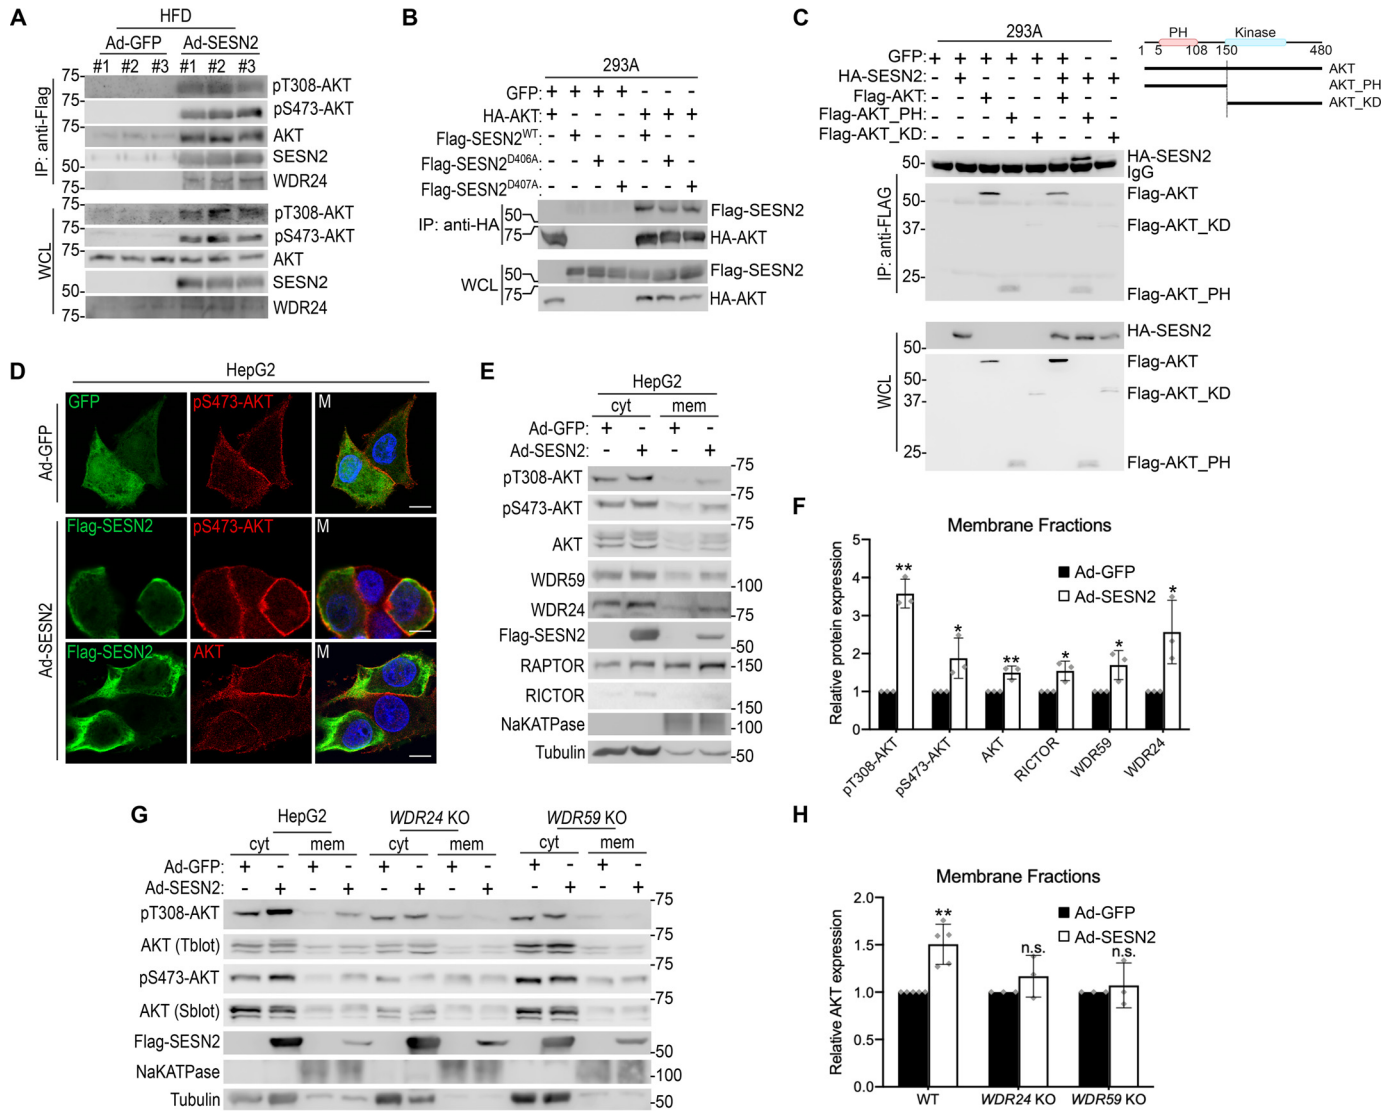 A
HFD
Ad-GFP Ad-SESN2
#1 #2 #3 #1 #2 #3
IP: anti-Flag
75 pT308-AKT
75 pS473-AKT
75 AKT
SESN2
50 WDR24
75
WCL
75 pT308-AKT
75 pS473-AKT
75 AKT
SESN2
50 WDR24
75
B
293A
GFP: + + + + - - -
HA-AKT: + - - - + + +
Flag-SESN2WT: - + - - + - -
Flag-SESN2D406A: - - + - - + -
Flag-SESN2D407A: - - - + - - +
IP: anti-HA
50 Flag-SESN2
75 HA-AKT
WCL
50 Flag-SESN2
75 HA-AKT
C
293A
GFP: + + + + + + - -
HA-SESN2: - + - - - + + +
Flag-AKT: - - + - - + - -
Flag-AKT_PH: - - - + - - + -
Flag-AKT_KD: - - - - + - - +
IP: anti-FLAG
50 HA-SESN2
IgG
50 Flag-AKT
37 Flag-AKT_KD
25 Flag-AKT_PH
WCL
50 HA-SESN2
Flag-AKT
50
37 Flag-AKT_KD
25 Flag-AKT_PH
PH Kinase
1 5 108 150 480
AKT
AKT_PH
AKT_KD
D
HepG2
Ad-GFP
GFP pS473-AKT M
Ad-SESN2
Flag-SESN2 pS473-AKT M
Flag-SESN2 AKT M
E
HepG2
cyt mem
Ad-GFP: + - + -
Ad-SESN2: - + - +
75
pT308-AKT
75
pS473-AKT
75
AKT
WDR59 100
WDR24
Flag-SESN2 50
RAPTOR 150
RICTOR 150
NaKATPase 100
Tubulin 50
F
Membrane Fractions
Relative protein expression
5
4
3
2
1
0
Ad-GFP
Ad-SESN2
** * ** * * *
pT308-AKT pS473-AKT AKT RICTOR WDR59 WDR24
G
HepG2 WDR24 KO WDR59 KO
cyt mem cyt mem cyt mem
Ad-GFP: + - + - + - + - + - + -
Ad-SESN2: - + - + - + - + - + - +
75
pT308-AKT
75
AKT (Tblot)
75
pS473-AKT
75
AKT (Sblot)
Flag-SESN2 50
NaKATPase 100
Tubulin 50
H
Membrane Fractions
Relative AKT expression
2.0
1.5
1.0
0.5
0.0
Ad-GFP
Ad-SESN2
** n.s. n.s.
WT WDR24 KO WDR59 KO